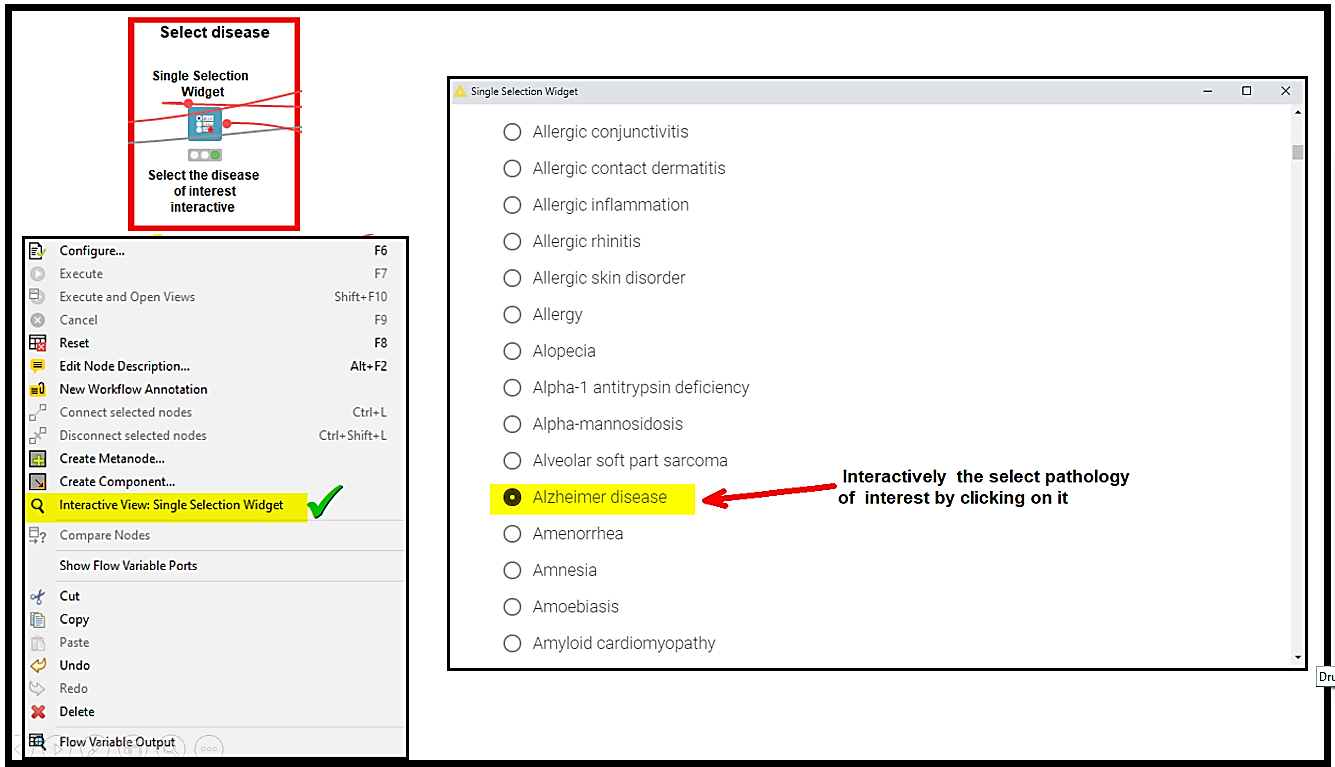 Select disease
Single Selection
Widget
Select the disease
of interest
interactive
Configure... F6
Execute F7
Execute and Open Views Shift+F10
Cancel F9
Reset F8
Edit Node Description... Alt+F2
New Workflow Annotation
Connect selected nodes Ctrl+L
Disconnect selected nodes Ctrl+Shift+L
Create Metanode...
Create Component...
Interactive View: Single Selection Widget
Compare Nodes
Show Flow Variable Ports
Cut
Copy
Paste
Undo
Redo
Delete
Flow Variable Output
Single Selection Widget
Allergic conjunctivitis
Allergic contact dermatitis
Allergic inflammation
Allergic rhinitis
Allergic skin disorder
Allergy
Alopecia
Alpha-1 antitrypsin deficiency
Alpha-mannosidosis
Alveolar soft part sarcoma
Alzheimer disease
Amenorrhea
Amnesia
Amoebiasis
Amyloid cardiomyopathy
Interactively the select pathology
of interest by clicking on it
Dru